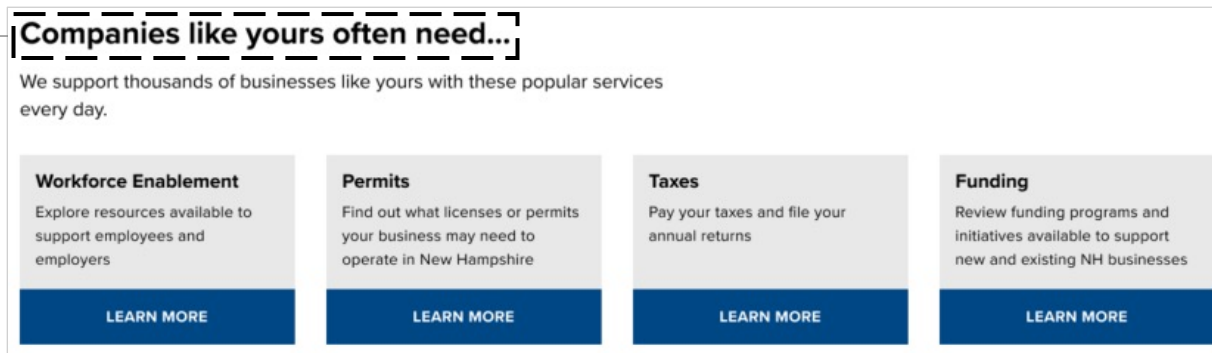 Companies like yours often need...
We support thousands of businesses like yours with these popular services
every day.
Workforce Enablement
Explore resources available to
support employees and
employers
LEARN MORE
Permits
Find out what licenses or permits
your business may need to
operate in New Hampshire
LEARN MORE
Taxes
Pay your taxes and file your
annual returns
LEARN MORE
Funding
Review funding programs and
initiatives available to support
new and existing NH businesses
LEARN MORE